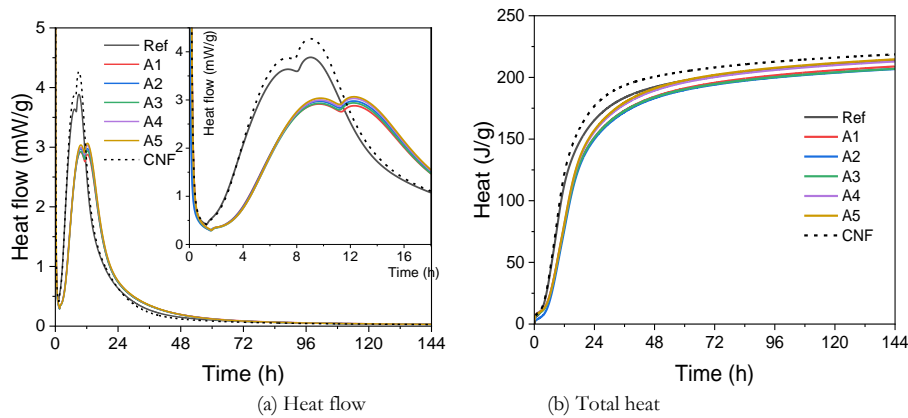 5
4
3
2
1
0
Heat flow (mW/g)
Ref
A1
A2
A3
A4
A5
CNF
4
3
2
1
0
Heat flow (mW/g)
0 4 8 12 16
Time (h)
0 24 48 72 96 120 144
Time (h)
(a) Heat flow
250
200
150
100
50
0
Heat (J/g)
Ref
A1
A2
A3
A4
A5
CNF
0 24 48 72 96 120 144
Time (h)
(b) Total heat